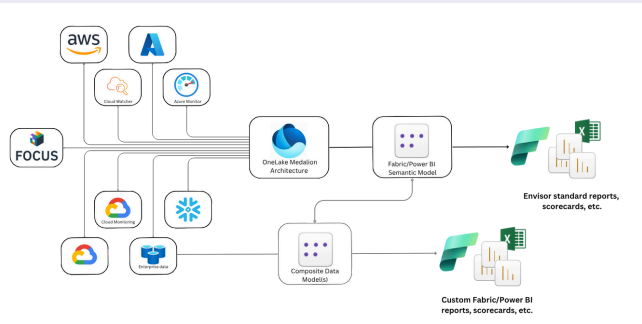 aws
Cloud Watcher
Azure Monitor
FOCUS
OneLake Medalion
Architecture
Fabric/Power BI
Semantic Model
Envisor standard reports,
scorecards, etc.
Cloud Monitoring
Enterprise data
Composite Data
Model(s)
Custom Fabric/Power BI
reports, scorecards, etc.